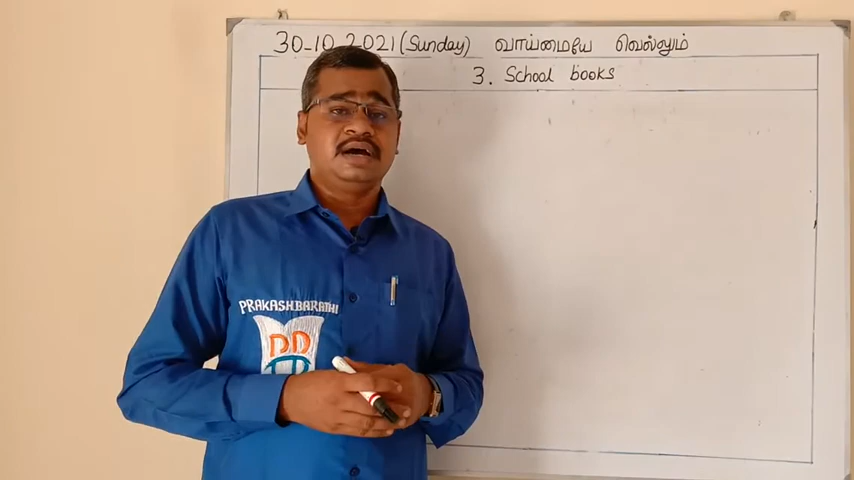 30-10-2021(Sunday) வாய்மையே வெல்லும்
3. School books
PRAKASHBARATHI